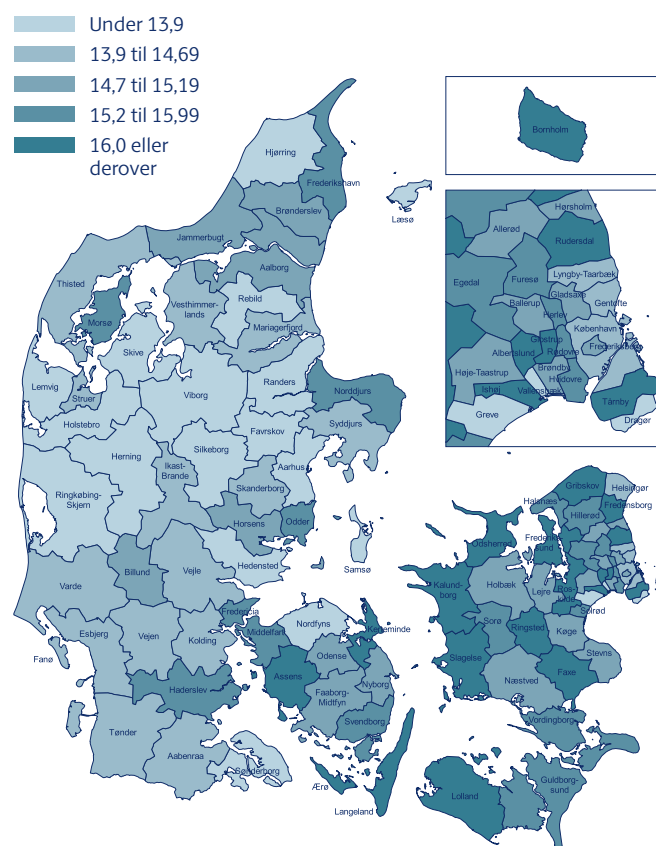 Under 13,9
13,9 til 14,69
14,7 til 15,19
15,2 til 15,99
16,0 eller
derover
Bornholm
Hjørring
Frederikshavn
Læsø
Brønderslev
Jammerbugt
Aalborg
Thisted
Vesthimmer-
lands
Rebild
Morsø
Mariagerfjord
Skive
Lemvig
Struer
Viborg
Randers
Norddjurs
Holstebro
Favrskov
Syddjurs
Herning
Silkeborg
Ikast-
Brande
Aarhus
Skanderborg
Ringkøbing-
Skjern
Horsens
Odder
Hedensted
Samsø
Billund
Vejle
Varde
Fredericia
Esbjerg
Vejen
Kolding
Fanø
Haderslev
Tønder
Aabenraa
Sønderborg
Nordfyns
Middelfart
Kerteminde
Odense
Assens
Faaborg-
Midtfyn
Nyborg
Svendborg
Ærø
Langeland
Hørsholm
Allerød
Rudersdal
Egedal
Furesø
Lyngby-Taarbæk
Gladsaxe
Ballerup
Gentofte
Herlev
København
Glostrup
Albertslund
Rødovre
Frederiksberg
Høje-Taastrup
Brøndby
Hvidovre
Ishøj
Vallensbæk
Tårnby
Greve
Dragør
Gribskov
Helsingør
Halsnæs
Fredensborg
Hillerød
Odsherred
Frederiks-
sund
Kalund-
borg
Holbæk
Lejre
Ros-
kilde
Solrød
Sorø
Ringsted
Køge
Slagelse
Stevns
Næstved
Faxe
Vordingborg
Guldborg-
sund
Lolland